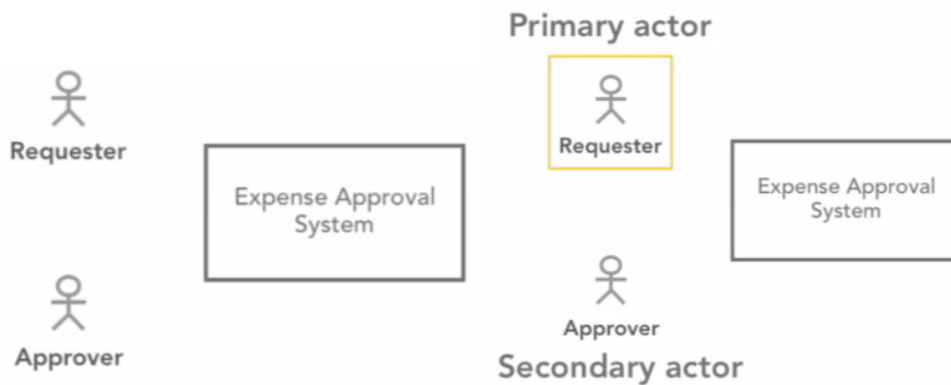 Requester
Expense Approval
System
Approver
Primary actor
Requester
Expense Approval
System
Approver
Secondary actor